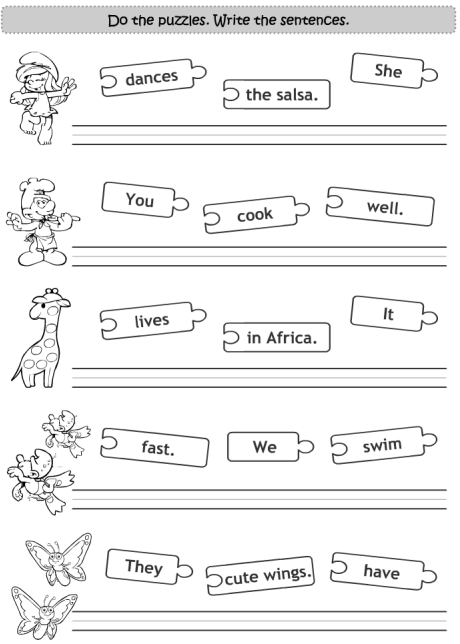 Do the puzzles. Write the sentences.
dances the salsa. She
You cook well.
lives in Africa. It
fast. We swim
They cute wings. have